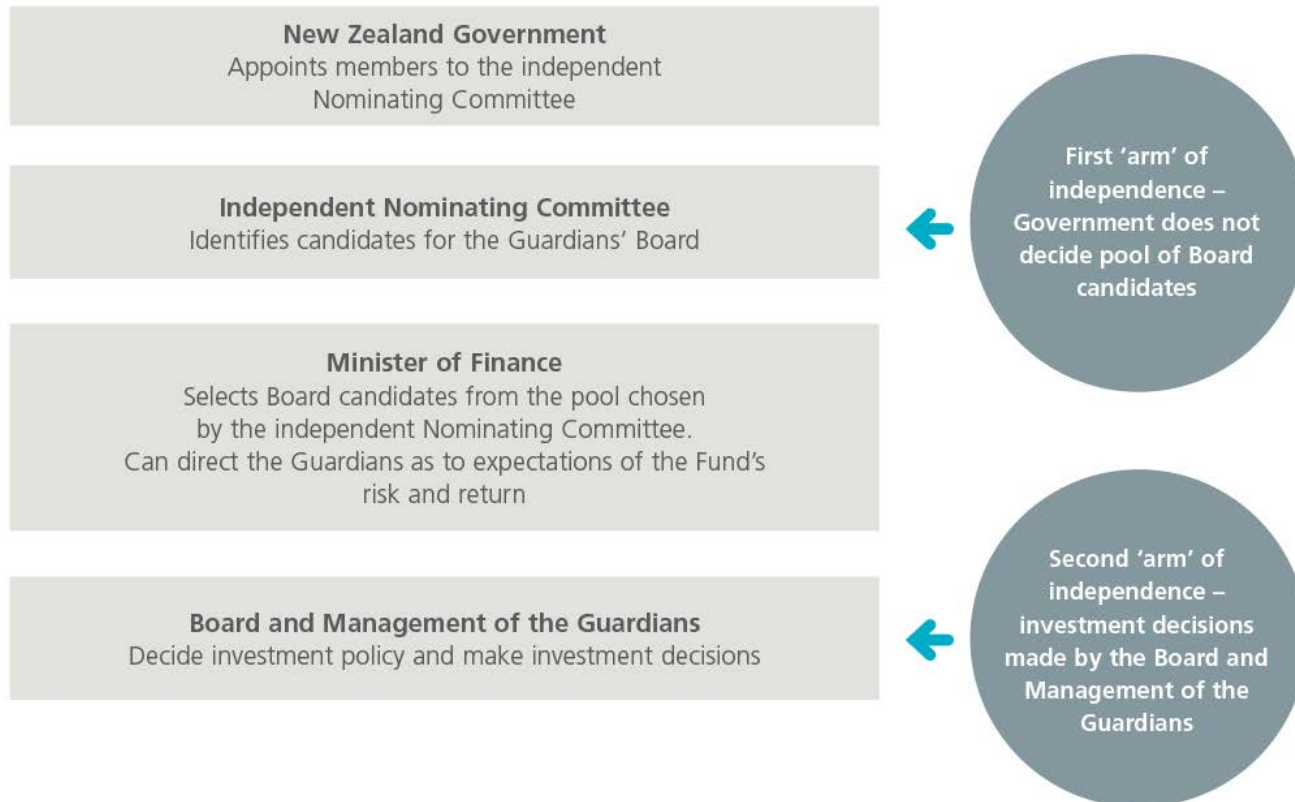 New Zealand Government
Appoints members to the independent
Nominating Committee
Independent Nominating Committee
Identifies candidates for the Guardians’ Board
First ‘arm’ of
independence –
Government does not
decide pool of Board
candidates
Minister of Finance
Selects Board candidates from the pool chosen
by the independent Nominating Committee.
Can direct the Guardians as to expectations of the Fund’s
risk and return
Board and Management of the Guardians
Decide investment policy and make investment decisions
Second ‘arm’ of
independence –
investment decisions
made by the Board and
Management of the
Guardians